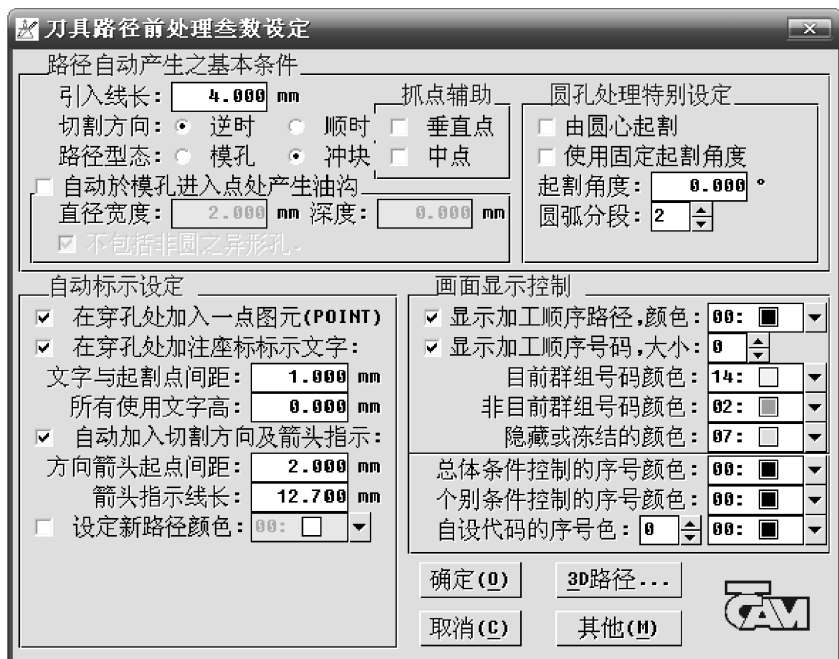 刀具路径前处理叁数设定
路径自动产生之基本条件
引入线长: 4.000 mm
切割方向: 逆时 顺时
路径型态: 模孔 冲块
抓点辅助
垂直点
中点
自动於模孔进入点处产生油沟
直径宽度: 2.000 mm 深度: 0.000 mm
不包括非圆之异形孔.
圆孔处理特别设定
由圆心起割
使用固定起割角度
起割角度: 0.000 °
圆弧分段: 2
自动标示设定
在穿孔处加入一点图元(POINT)
在穿孔处加注座标标示文字:
文字与起割点间距: 1.000 mm
所有使用文字高: 0.000 mm
自动加入切割方向及箭头指示:
方向箭头起点间距: 2.000 mm
箭头指示线长: 12.700 mm
设定新路径颜色: 00:
画面显示控制
显示加工顺序路径,颜色: 00:
显示加工顺序号码,大小: 0
目前群组号码颜色: 14:
非目前群组号码颜色: 02:
隐藏或冻结的颜色: 07:
总体条件控制的序号颜色: 00:
个别条件控制的序号颜色: 00:
自设代码的序号色: 0 00:
确定(O) 3D路径...
取消(C) 其他(M)
TCAM